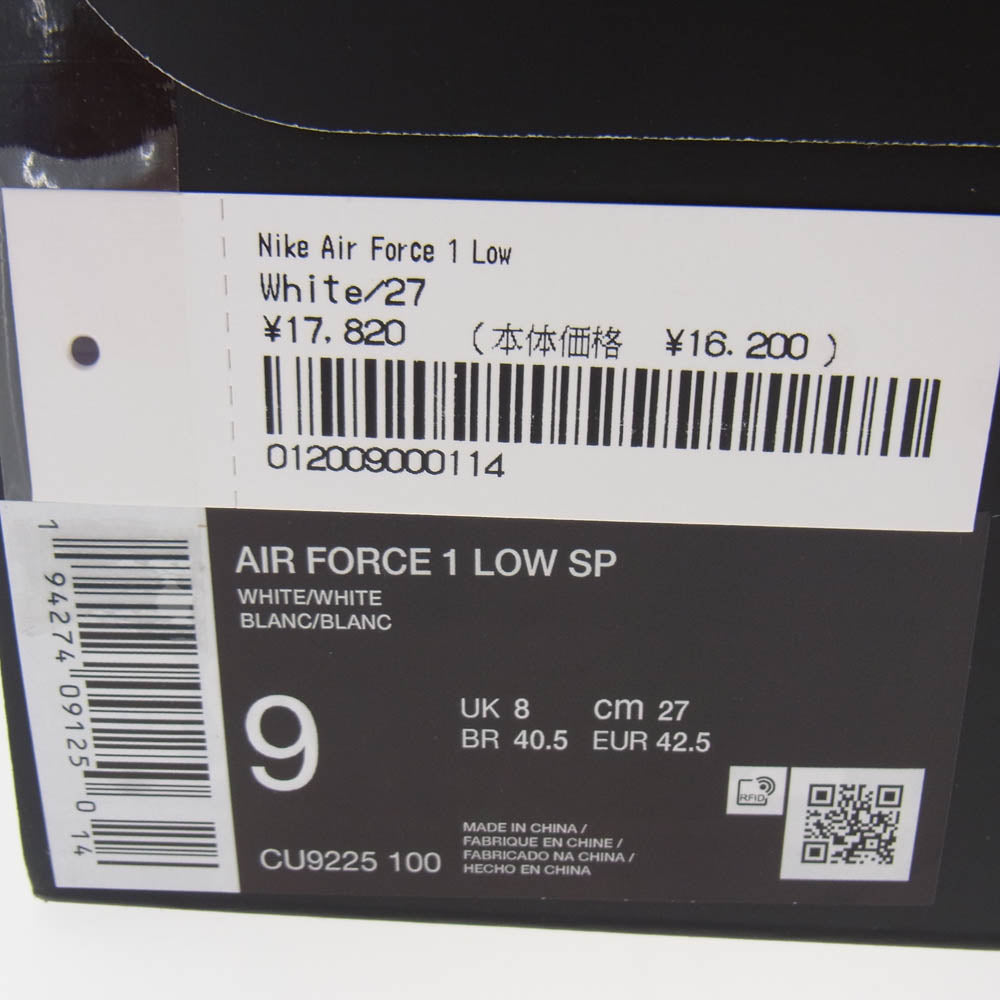 Nike Air Force 1 Low
White/27
¥17,820 (本体価格 ¥16,200)
012009000114
1 94274 09125 0 14
AIR FORCE 1 LOW SP
WHITE/WHITE
BLANC/BLANC
9
UK 8 cm 27
BR 40.5 EUR 42.5
RFID
CU9225 100
MADE IN CHINA /
FABRIQUE EN CHINE /
FABRICADO NA CHINA /
HECHO EN CHINA